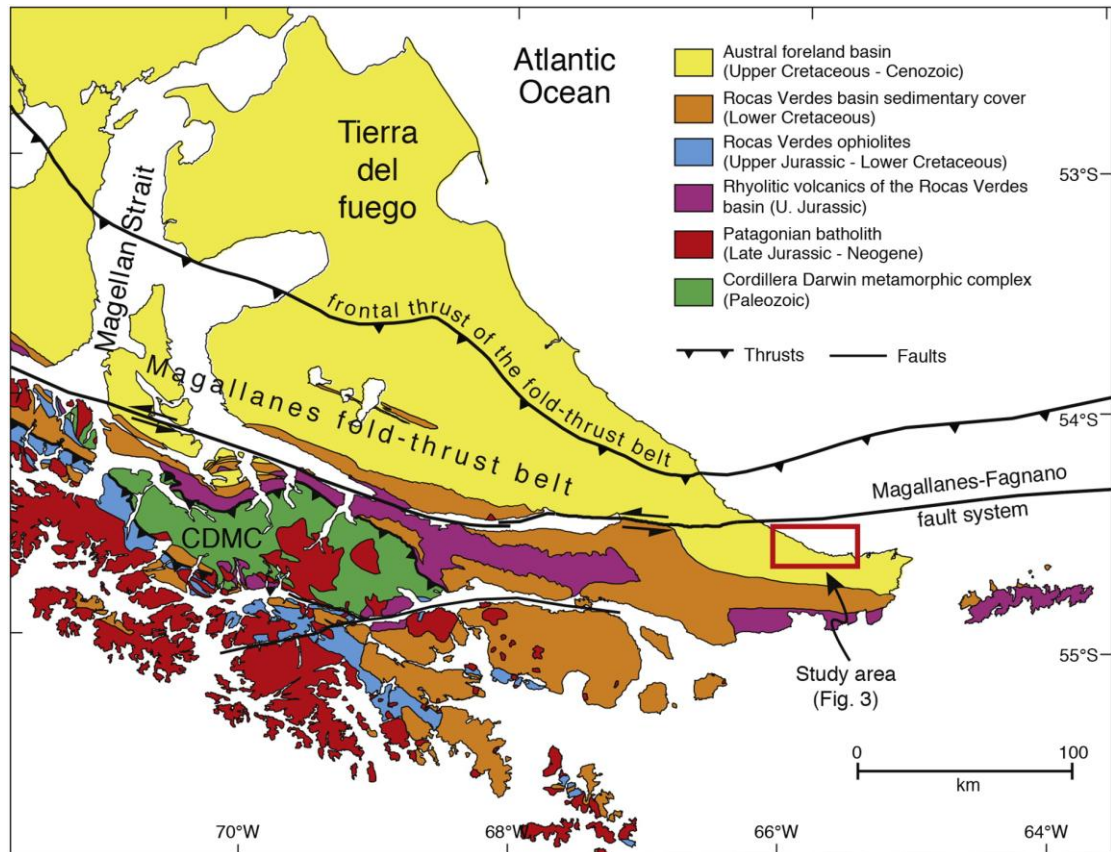 Atlantic
Ocean
Tierra
del
fuego
Magellan Strait
frontal thrust of the fold-thrust belt
Magallanes fold-thrust belt
CDMC
Magallanes-Fagnano
fault system
Study area
(Fig. 3)
Austral foreland basin
(Upper Cretaceous - Cenozoic)
Rocas Verdes basin sedimentary cover
(Lower Cretaceous)
Rocas Verdes ophiolites
(Upper Jurassic - Lower Cretaceous)
Rhyolitic volcanics of the Rocas Verdes
basin (U. Jurassic)
Patagonian batholith
(Late Jurassic - Neogene)
Cordillera Darwin metamorphic complex
(Paleozoic)
Thrusts
Faults
53°S
54°S
55°S
0
100
km
70°W
68°W
66°W
64°W